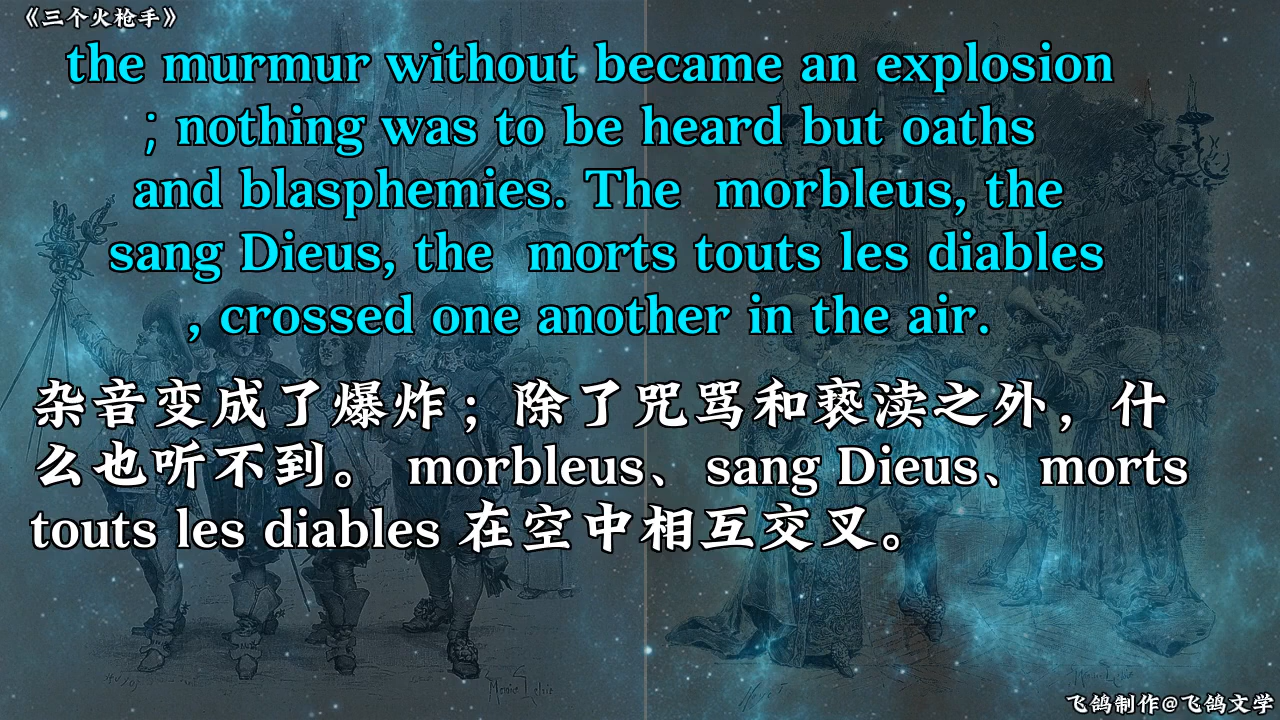 《三个火枪手》
the murmur without became an explosion
; nothing was to be heard but oaths
and blasphemies. The  morbleus, the
sang Dieus, the  morts touts les diables
, crossed one another in the air.
杂音变成了爆炸；除了咒骂和亵渎之外，什
么也听不到。 morbleus、sang Dieus、morts
touts les diables 在空中相互交叉。
飞鸽制作@飞鸽文学